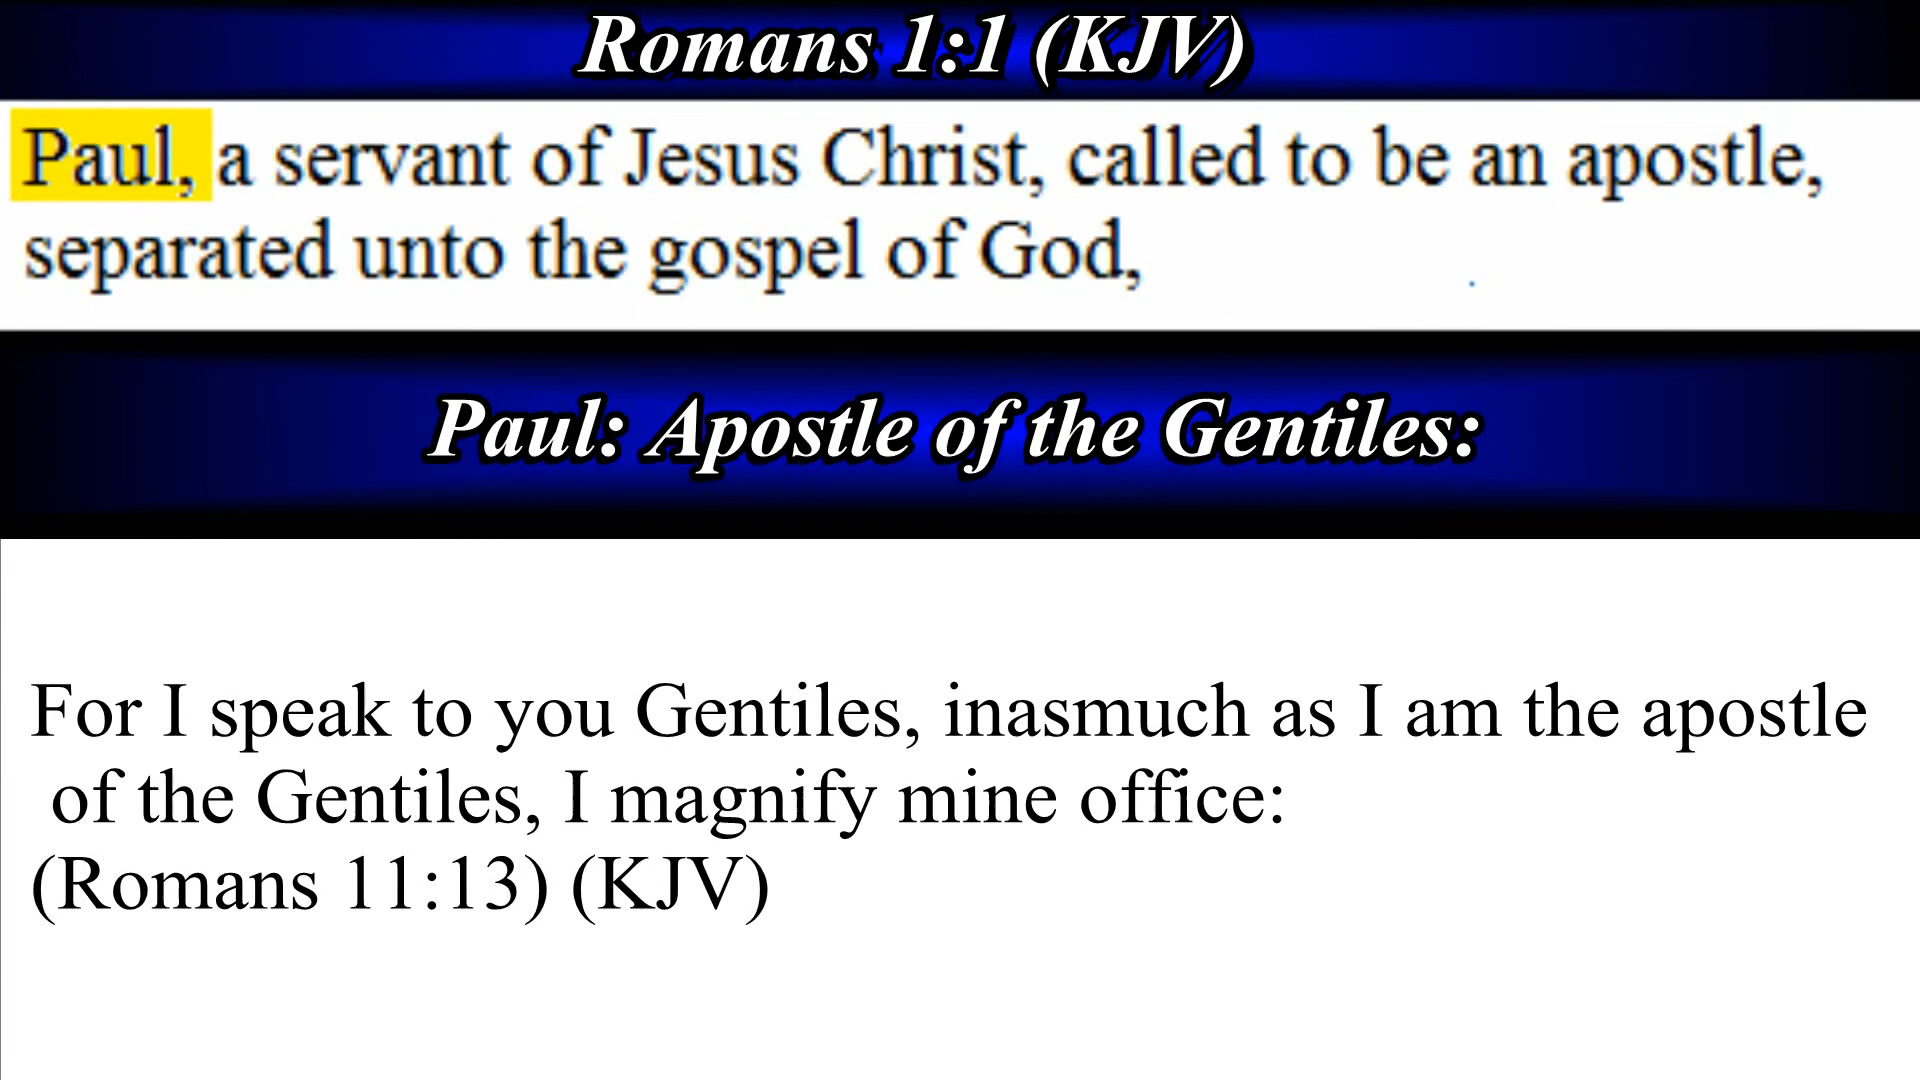 Romans 1:1 (KJV)
Paul, a servant of Jesus Christ, called to be an apostle,
separated unto the gospel of God,
Paul: Apostle of the Gentiles:
For I speak to you Gentiles, inasmuch as I am the apostle
of the Gentiles, I magnify mine office:
(Romans 11:13) (KJV)